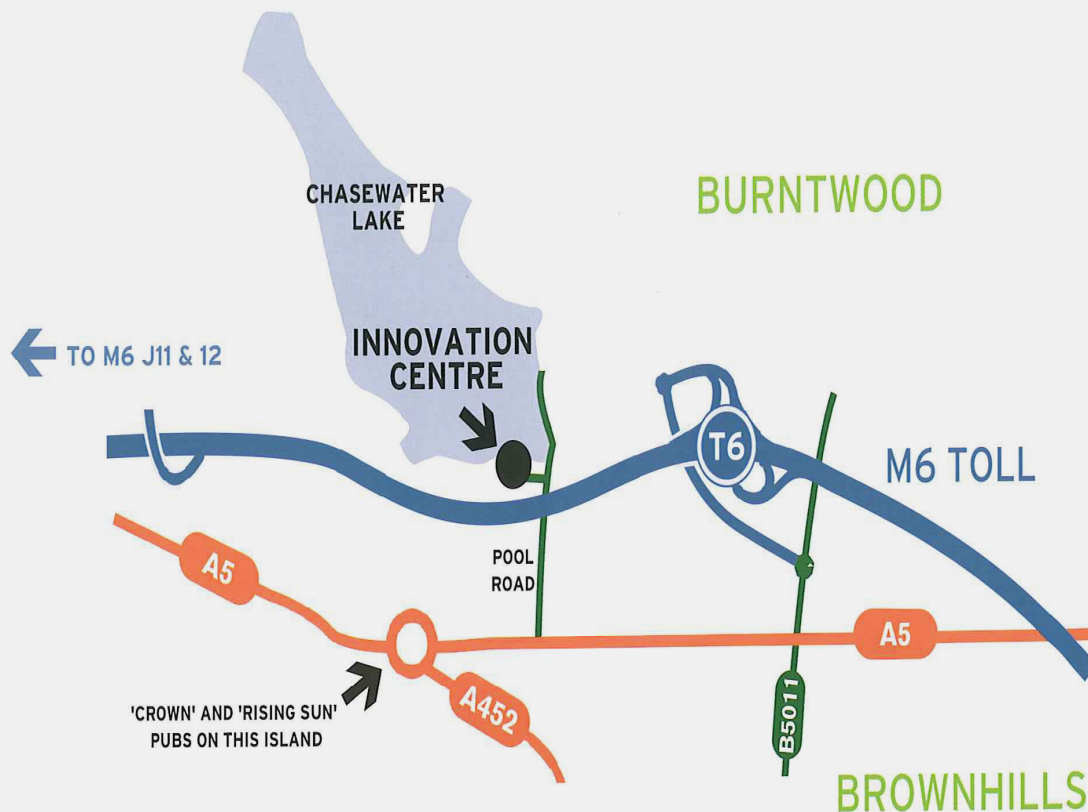 CHASEWATER
LAKE
BURNTWOOD
INNOVATION
CENTRE
TO M6 J11 & 12
T6
M6 TOLL
POOL
ROAD
A5
A5
A452
'CROWN' AND 'RISING SUN'
PUBS ON THIS ISLAND
B5011
BROWNHILLS